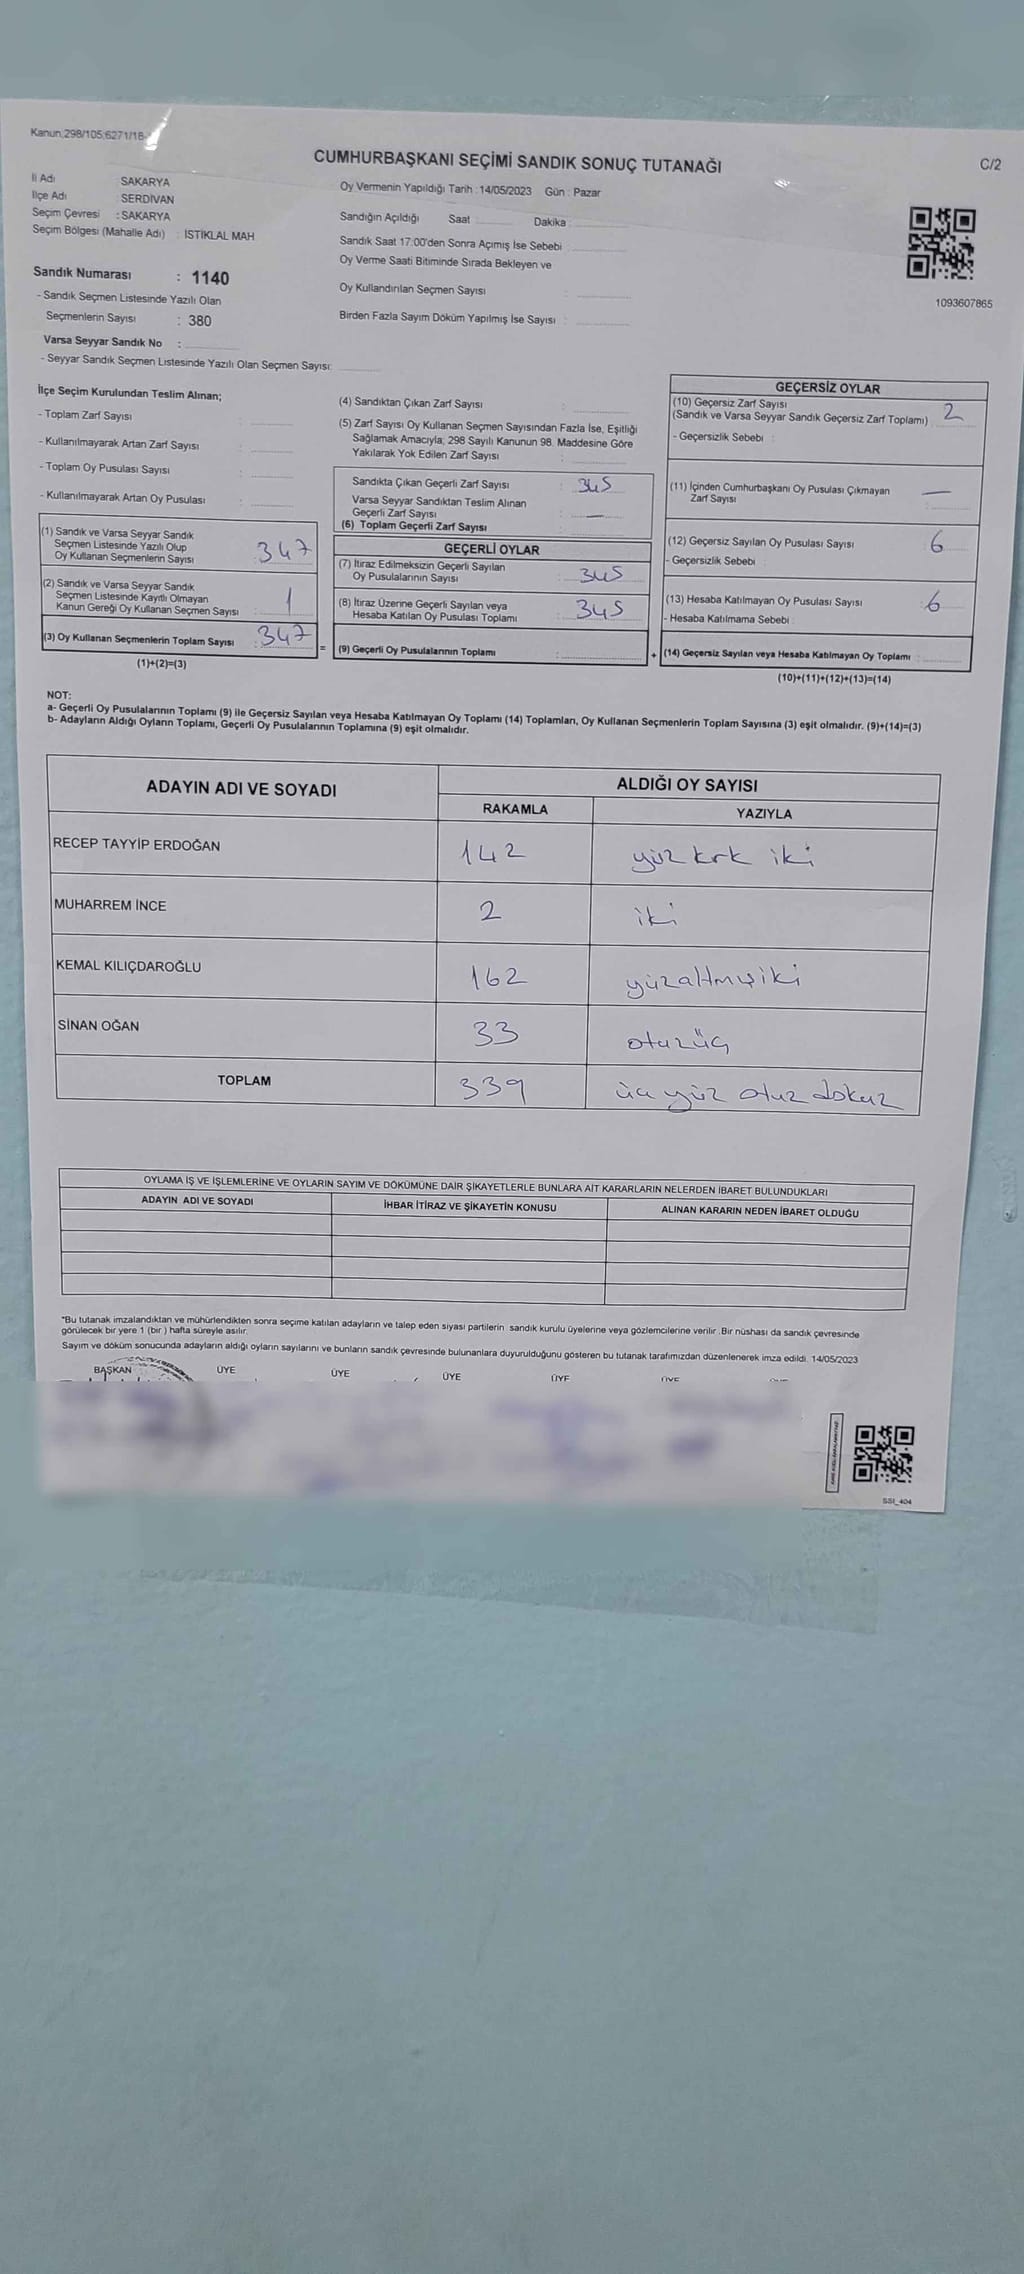 Kanun;298/105;6271/18-
CUMHURBAŞKANI SEÇİMİ SANDIK SONUÇ TUTANAĞI
C/2
İl Adı : SAKARYA
İlçe Adı : SERDİVAN
Seçim Çevresi : SAKARYA
Seçim Bölgesi (Mahalle Adı) : İSTİKLAL MAH
Sandık Numarası : 1140
- Sandık Seçmen Listesinde Yazılı Olan
Seçmenlerin Sayısı : 380
Varsa Seyyar Sandık No :
- Seyyar Sandık Seçmen Listesinde Yazılı Olan Seçmen Sayısı:
Oy Vermenin Yapıldığı Tarih : 14/05/2023 Gün : Pazar
Sandığın Açıldığı Saat Dakika
Sandık Saat 17:00'den Sonra Açımış İse Sebebi
Oy Verme Saati Bitiminde Sırada Bekleyen ve
Oy Kullandırılan Seçmen Sayısı :
Birden Fazla Sayım Döküm Yapılmış İse Sayısı :
1093607865
İlçe Seçim Kurulundan Teslim Alınan;
- Toplam Zarf Sayısı :
- Kullanılmayarak Artan Zarf Sayısı :
- Toplam Oy Pusulası Sayısı :
- Kullanılmayarak Artan Oy Pusulası :
(1) Sandık ve Varsa Seyyar Sandık
Seçmen Listesinde Yazılı Olup
Oy Kullanan Seçmenlerin Sayısı : 347
(2) Sandık ve Varsa Seyyar Sandık
Seçmen Listesinde Kayıtlı Olmayan
Kanun Gereği Oy Kullanan Seçmen Sayısı : 1
(3) Oy Kullanan Seçmenlerin Toplam Sayısı : 347
(1)+(2)=(3)
(4) Sandıktan Çıkan Zarf Sayısı :
(5) Zarf Sayısı Oy Kullanan Seçmen Sayısından Fazla İse, Eşitliği
Sağlamak Amacıyla; 298 Sayılı Kanunun 98. Maddesine Göre
Yakılarak Yok Edilen Zarf Sayısı :
Sandıkta Çıkan Geçerli Zarf Sayısı : 345
Varsa Seyyar Sandıktan Teslim Alınan
Geçerli Zarf Sayısı : —
(6) Toplam Geçerli Zarf Sayısı :
GEÇERLİ OYLAR
(7) İtiraz Edilmeksizin Geçerli Sayılan
Oy Pusulalarının Sayısı : 345
(8) İtiraz Üzerine Geçerli Sayılan veya
Hesaba Katılan Oy Pusulası Toplamı : 345
= (9) Geçerli Oy Pusulalarının Toplamı :
GEÇERSİZ OYLAR
(10) Geçersiz Zarf Sayısı
(Sandık ve Varsa Seyyar Sandık Geçersiz Zarf Toplamı) : 2
- Geçersizlik Sebebi :
(11) İçinden Cumhurbaşkanı Oy Pusulası Çıkmayan
Zarf Sayısı : —
(12) Geçersiz Sayılan Oy Pusulası Sayısı : 6
- Geçersizlik Sebebi :
(13) Hesaba Katılmayan Oy Pusulası Sayısı : 6
- Hesaba Katılmama Sebebi :
+ (14) Geçersiz Sayılan veya Hesaba Katılmayan Oy Toplamı :
(10)+(11)+(12)+(13)=(14)
NOT:
a- Geçerli Oy Pusulalarının Toplamı (9) ile Geçersiz Sayılan veya Hesaba Katılmayan Oy Toplamı (14) Toplamları, Oy Kullanan Seçmenlerin Toplam Sayısına (3) eşit olmalıdır. (9)+(14)=(3)
b- Adayların Aldığı Oyların Toplamı, Geçerli Oy Pusulalarının Toplamına (9) eşit olmalıdır.
ADAYIN ADI VE SOYADI ALDIĞI OY SAYISI
RAKAMLA YAZIYLA
RECEP TAYYİP ERDOĞAN 142 yüz kırk iki
MUHARREM İNCE 2 iki
KEMAL KILIÇDAROĞLU 162 yüzaltmışiki
SİNAN OĞAN 33 otuzüç
TOPLAM 339 üç yüz otuz dokuz
OYLAMA İŞ VE İŞLEMLERİNE VE OYLARIN SAYIM VE DÖKÜMÜNE DAİR ŞİKAYETLERLE BUNLARA AİT KARARLARIN NELERDEN İBARET BULUNDUKLARI
ADAYIN ADI VE SOYADI İHBAR İTİRAZ VE ŞİKAYETİN KONUSU ALINAN KARARIN NEDEN İBARET OLDUĞU
*Bu tutanak imzalandıktan ve mühürlendikten sonra seçime katılan adayların ve talep eden siyasi partilerin sandık kurulu üyelerine veya gözlemcilerine verilir .Bir nüshası da sandık çevresinde
görülecek bir yere 1 (bir ) hafta süreyle asılır.
Sayım ve döküm sonucunda adayların aldığı oyların sayılarını ve bunların sandık çevresinde bulunanlara duyurulduğunu gösteren bu tutanak tarafımızdan düzenlenerek imza edildi. 14/05/2023
BAŞKAN ÜYE ÜYE ÜYE ÜYE ÜYE
SSI_404